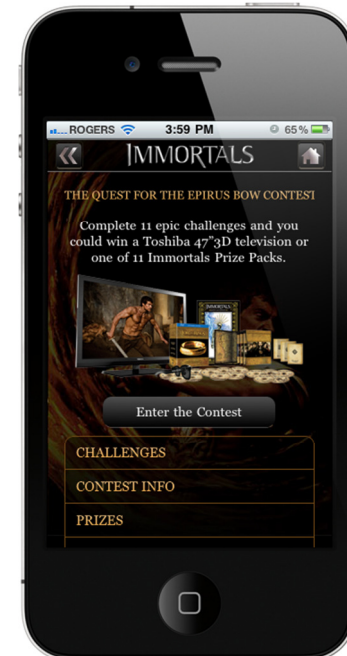 ROGERS 3:59 PM 65%
IMMORTALS
THE QUEST FOR THE EPIRUS BOW CONTEST
Complete 11 epic challenges and you
could win a Toshiba 47"3D television or
one of 11 Immortals Prize Packs.
IMMORTALS
Enter the Contest
CHALLENGES
CONTEST INFO
PRIZES